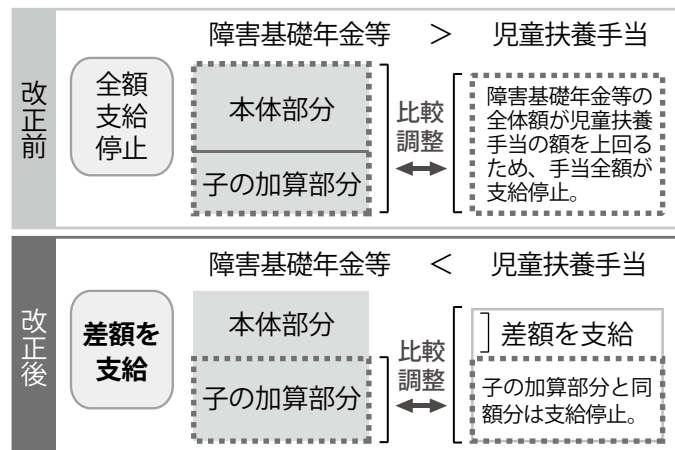 改正前
障害基礎年金等 > 児童扶養手当
全額
支給
停止
本体部分
子の加算部分
比較
調整
障害基礎年金等の
全体額が児童扶養
手当の額を上回る
ため、手当全額が
支給停止。
改正後
障害基礎年金等 < 児童扶養手当
差額を
支給
本体部分
子の加算部分
比較
調整
差額を支給
子の加算部分と同
額分は支給停止。